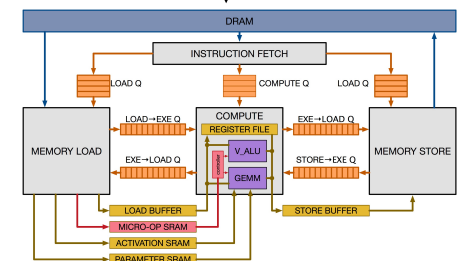 DRAM
INSTRUCTION FETCH
LOAD Q
COMPUTE Q
LOAD Q
LOAD→EXE Q
COMPUTE
EXE→LOAD Q
REGISTER FILE
MEMORY LOAD
V_ALU
controller
MEMORY STORE
EXE→LOAD Q
GEMM
STORE→EXE Q
LOAD BUFFER
STORE BUFFER
MICRO-OP SRAM
ACTIVATION SRAM
PARAMETER SRAM